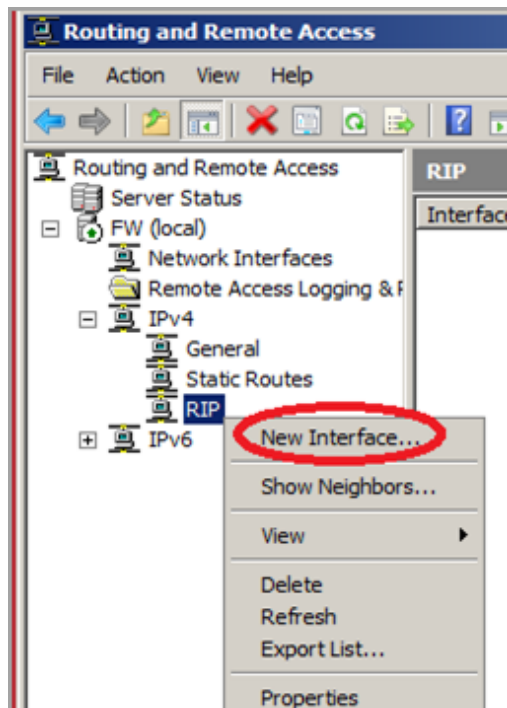 Routing and Remote Access
File Action View Help
Routing and Remote Access
Server Status
FW (local)
Network Interfaces
Remote Access Logging &
IPv4
General
Static Routes
RIP
IPv6
RIP
Interface
New Interface...
Show Neighbors...
View
Delete
Refresh
Export List...
Properties